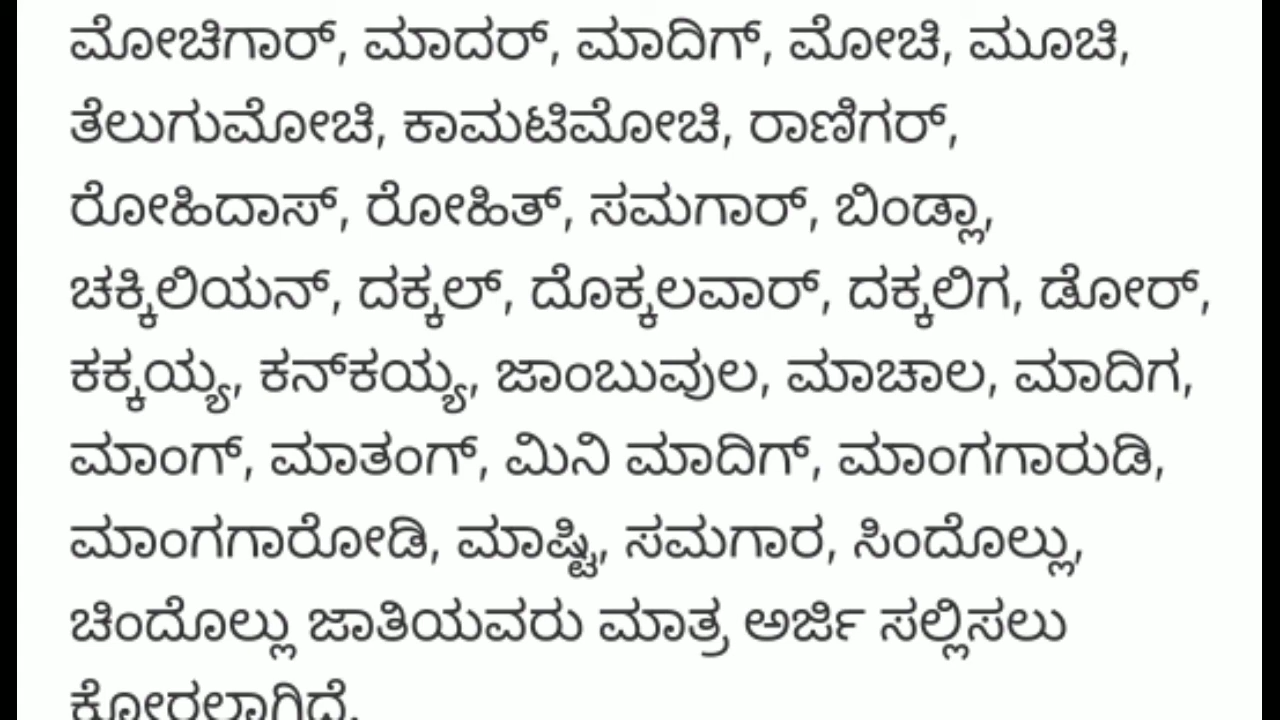 ಮೋಚಿಗಾರ್, ಮಾದರ್, ಮಾದಿಗ್, ಮೋಚಿ, ಮೂಚಿ,
ತೆಲುಗುಮೋಚಿ, ಕಾಮಟಿಮೋಚಿ, ರಾಣಿಗರ್,
ರೋಹಿದಾಸ್, ರೋಹಿತ್, ಸಮಗಾರ್, ಬಿಂಡ್ಲಾ,
ಚಕ್ಕಿಲಿಯನ್, ದಕ್ಕಲ್, ದೊಕ್ಕಲವಾರ್, ದಕ್ಕಲಿಗ, ಡೋರ್,
ಕಕ್ಕಯ್ಯ, ಕನ್‌ಕಯ್ಯ, ಜಾಂಬುವುಲ, ಮಾಚಾಲ, ಮಾದಿಗ,
ಮಾಂಗ್, ಮಾತಂಗ್, ಮಿನಿ ಮಾದಿಗ್, ಮಾಂಗಗಾರುಡಿ,
ಮಾಂಗಗಾರೋಡಿ, ಮಾಷ್ಟಿ, ಸಮಗಾರ, ಸಿಂದೊಲ್ಲು,
ಚಿಂದೊಲ್ಲು ಜಾತಿಯವರು ಮಾತ್ರ ಅರ್ಜಿ ಸಲ್ಲಿಸಲು
ಕೋರಲಾಗಿದೆ.